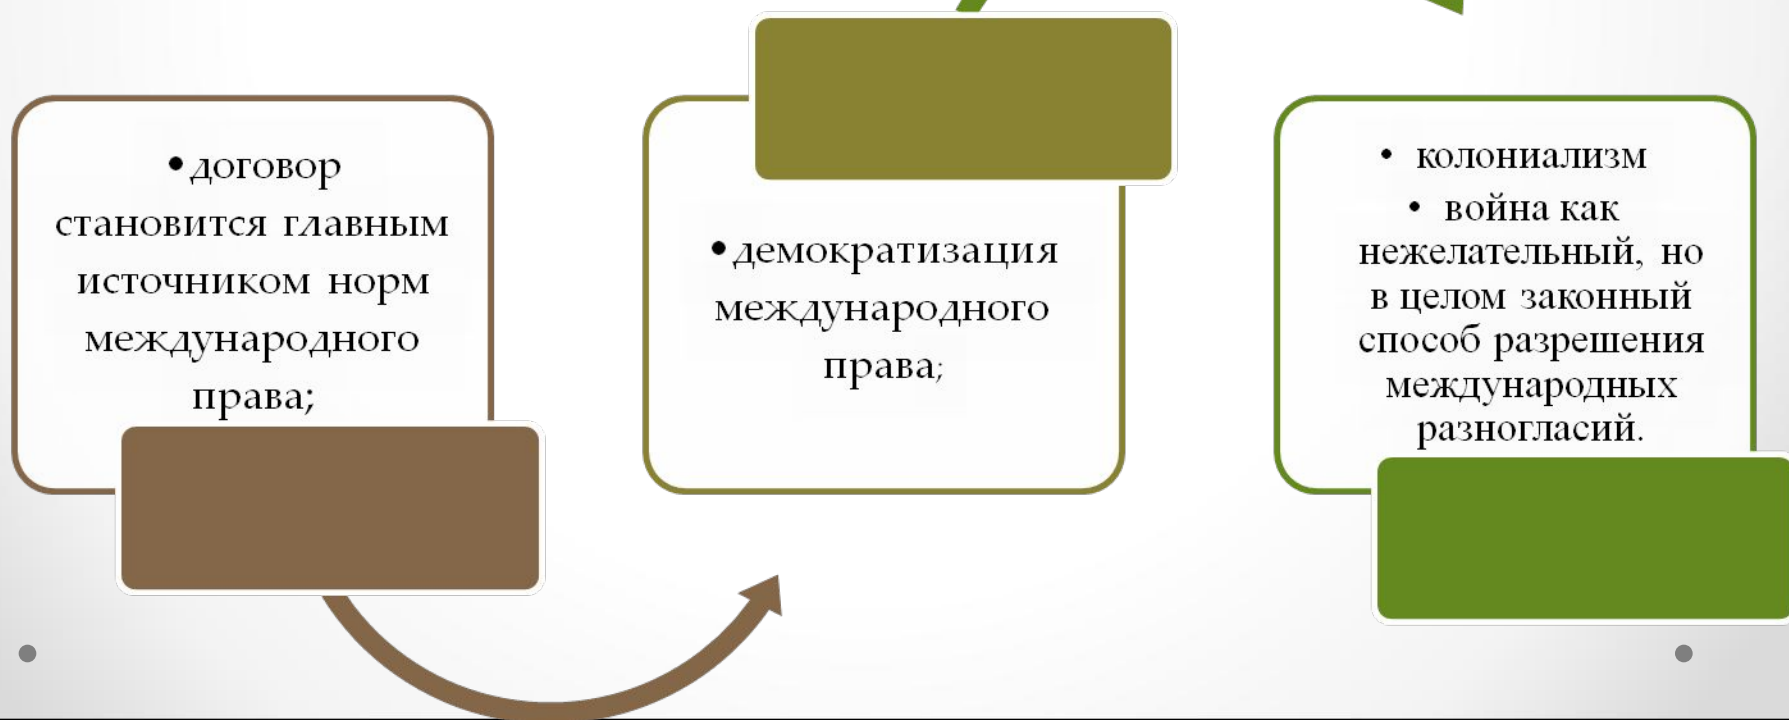 • договор
становится главным
источником норм
международного
права;
• демократизация
международного
права;
• колониализм
• война как
нежелательный, но
в целом законный
способ разрешения
международных
разногласий.